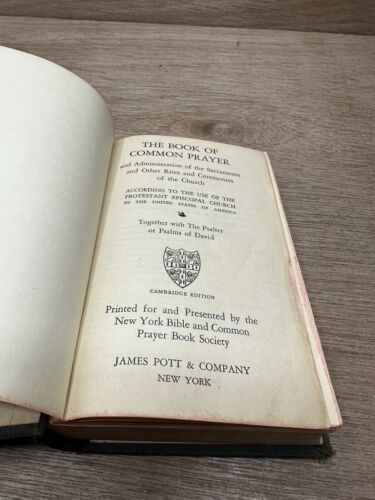 THE BOOK OF
COMMON PRAYER
and Administration of the Sacraments
and Other Rites and Ceremonies
of the Church
ACCORDING TO THE USE OF THE
PROTESTANT EPISCOPAL CHURCH
IN THE UNITED STATES OF AMERICA
Together with The Psalter
or Psalms of David
CAMBRIDGE EDITION
Printed for and Presented by the
New York Bible and Common
Prayer Book Society
JAMES POTT & COMPANY
NEW YORK